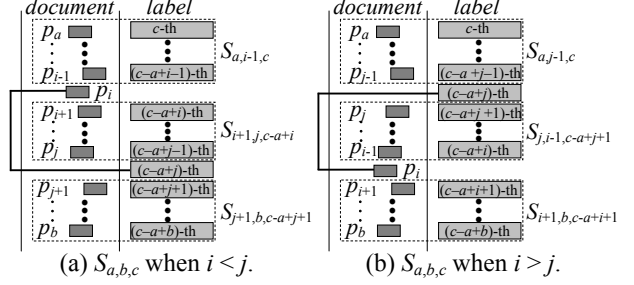 document label document label
p_a c-th S_{a,i-1,c} p_a c-th S_{a,j-1,c}
p_{i-1} (c–a+i–1)-th p_{j-1} (c–a+j–1)-th
p_i (c–a+j)-th
p_{i+1} (c–a+i)-th S_{i+1,j,c-a+i} p_j (c–a+j+1)-th S_{j,i-1,c-a+j+1}
p_j (c–a+j–1)-th p_{i-1} (c–a+i)-th
(c–a+j)-th p_i
p_{j+1} (c–a+j+1)-th S_{j+1,b,c-a+j+1} p_{i+1} (c–a+i+1)-th S_{i+1,b,c-a+i+1}
p_b (c–a+b)-th p_b (c–a+b)-th
(a) S_{a,b,c} when i < j. (b) S_{a,b,c} when i > j.